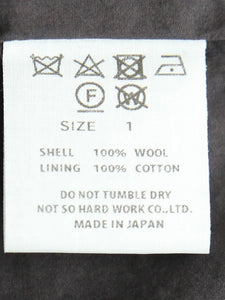 F W
SIZE 1
SHELL 100% WOOL
LINING 100% COTTON
DO NOT TUMBLE DRY
NOT SO HARD WORK CO.,LTD.
MADE IN JAPAN